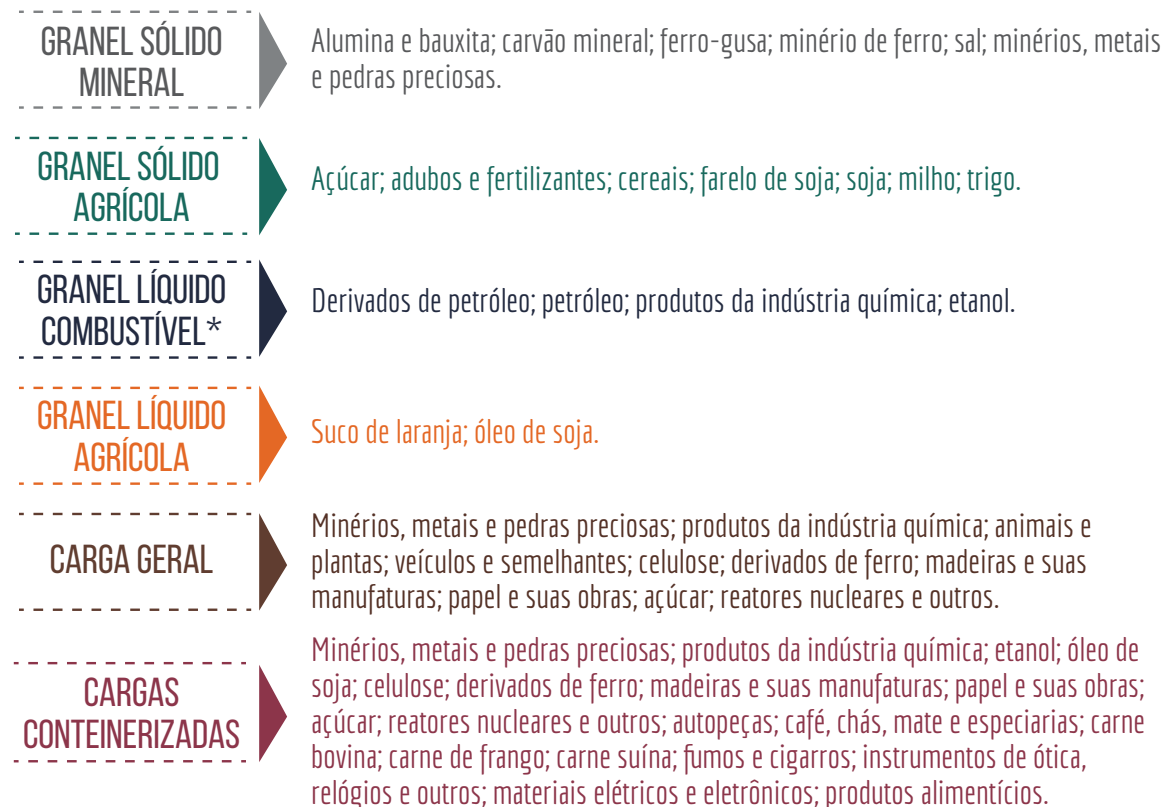 GRANEL SÓLIDO
MINERAL
Alumina e bauxita; carvão mineral; ferro-gusa; minério de ferro; sal; minérios, metais
e pedras preciosas.
GRANEL SÓLIDO
AGRÍCOLA
Açúcar; adubos e fertilizantes; cereais; farelo de soja; soja; milho; trigo.
GRANEL LÍQUIDO
COMBUSTÍVEL*
Derivados de petróleo; petróleo; produtos da indústria química; etanol.
GRANEL LÍQUIDO
AGRÍCOLA
Suco de laranja; óleo de soja.
CARGA GERAL
Minérios, metais e pedras preciosas; produtos da indústria química; animais e
plantas; veículos e semelhantes; celulose; derivados de ferro; madeiras e suas
manufaturas; papel e suas obras; açúcar; reatores nucleares e outros.
CARGAS
CONTEINERIZADAS
Minérios, metais e pedras preciosas; produtos da indústria química; etanol; óleo de
soja; celulose; derivados de ferro; madeiras e suas manufaturas; papel e suas obras;
açúcar; reatores nucleares e outros; autopeças; café, chás, mate e especiarias; carne
bovina; carne de frango; carne suína; fumos e cigarros; instrumentos de ótica,
relógios e outros; materiais elétricos e eletrônicos; produtos alimentícios.